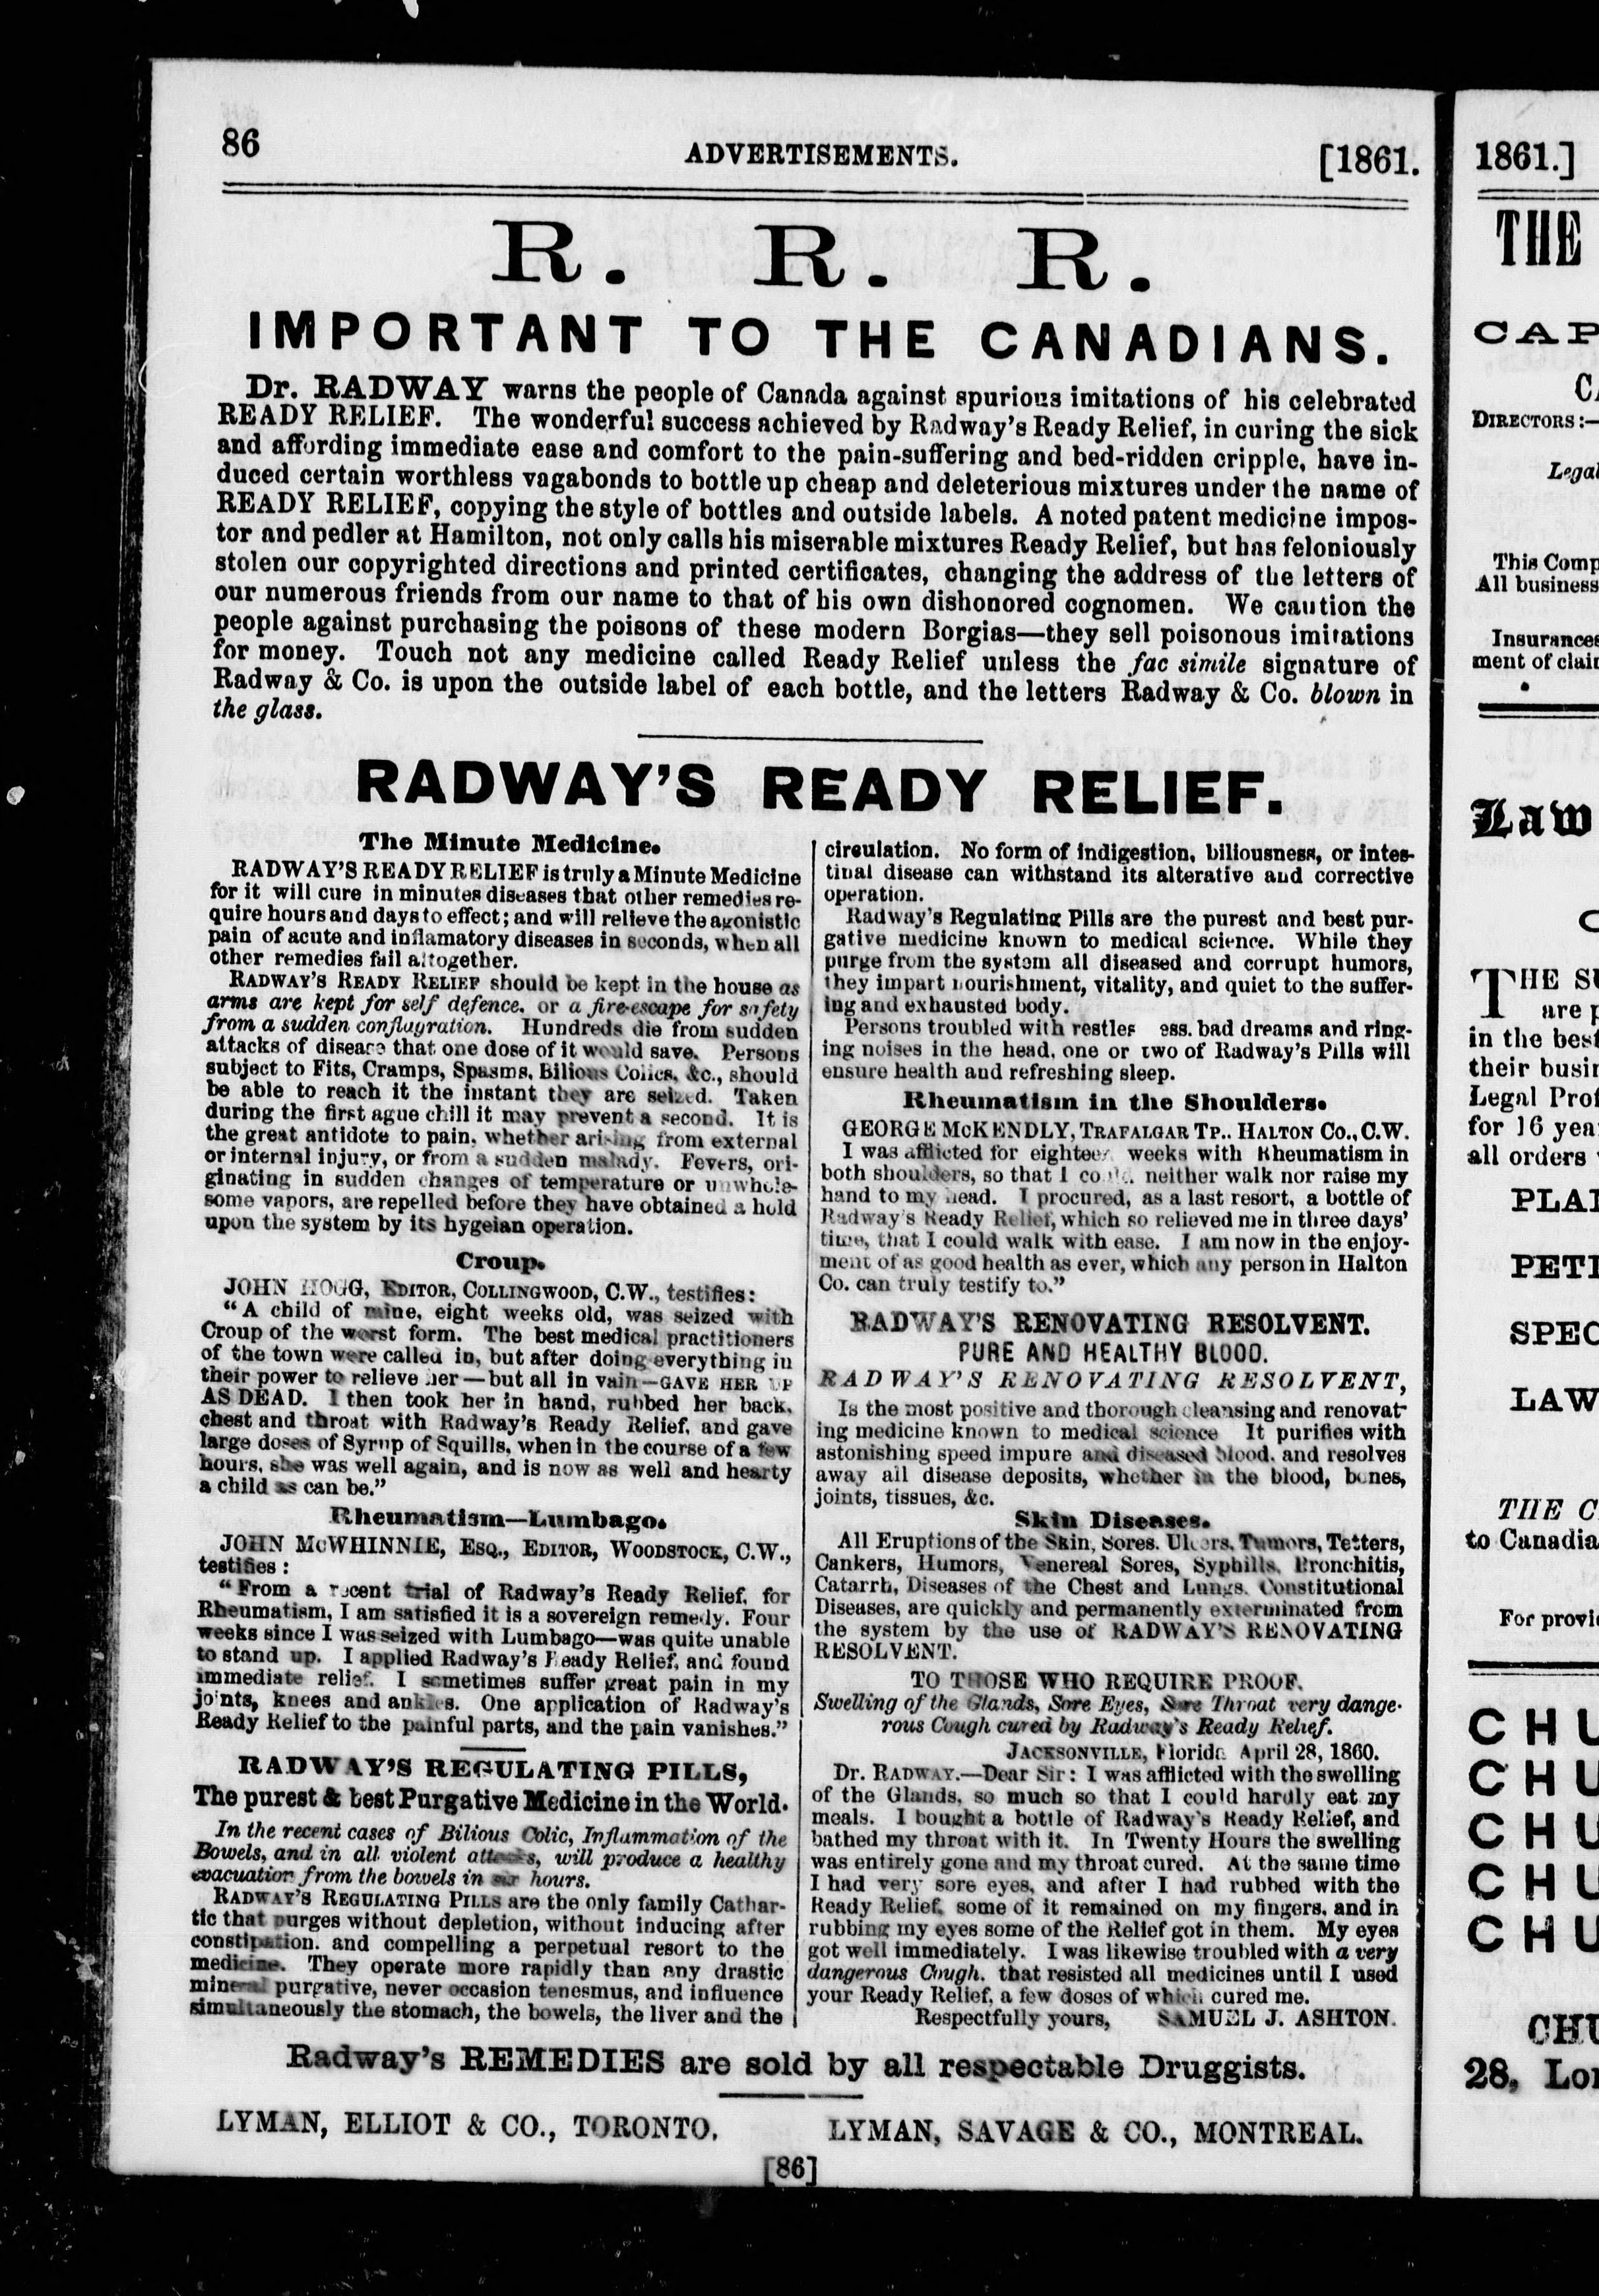 86
ADVERTISEMENTS.
[1861.
R. R. R.
IMPORTANT TO THE CANADIANS.
Dr. RADWAY warns the people of Canada against spurious imitations of his celebrated
READY RELIEF. The wonderful success achieved by Radway's Ready Relief, in curing the sick
and affording immediate ease and comfort to the pain-suffering and bed-ridden cripple, have in-
duced certain worthless vagabonds to bottle up cheap and deleterious mixtures under the name of
READY RELIEF, copying the style of bottles and outside labels. A noted patent medicine impos-
tor and pedler at Hamilton, not only calls his miserable mixtures Ready Relief, but has feloniously
stolen our copyrighted directions and printed certificates, changing the address of the letters of
our numerous friends from our name to that of his own dishonored cognomen. We caution the
people against purchasing the poisons of these modern Borgias—they sell poisonous imitations
for money. Touch not any medicine called Ready Relief unless the fac simile signature of
Radway & Co. is upon the outside label of each bottle, and the letters Radway & Co. blown in
the glass.
RADWAY'S READY RELIEF.
The Minute Medicine.
RADWAY'S READY RELIEF is truly a Minute Medicine
for it will cure in minutes diseases that other remedies re-
quire hours and days to effect; and will relieve the agonistic
pain of acute and inflamatory diseases in seconds, when all
other remedies fail altogether.
RADWAY'S READY RELIEF should be kept in the house as
arms are kept for self defence, or a fire-escape for safety
from a sudden conflagration. Hundreds die from sudden
attacks of disease that one dose of it would save. Persons
subject to Fits, Cramps, Spasms, Bilious Colics, &c., should
be able to reach it the instant they are seized. Taken
during the first ague chill it may prevent a second. It is
the great antidote to pain, whether arising from external
or internal injury, or from a sudden malady. Fevers, ori-
ginating in sudden changes of temperature or unwhole-
some vapors, are repelled before they have obtained a hold
upon the system by its hygeian operation.
Croup.
JOHN HOGG, EDITOR, COLLINGWOOD, C.W., testifies:
"A child of mine, eight weeks old, was seized with
Croup of the worst form. The best medical practitioners
of the town were called in, but after doing everything in
their power to relieve her—but all in vain—GAVE HER UP
AS DEAD. I then took her in hand, rubbed her back,
chest and throat with Radway's Ready Relief, and gave
large doses of Syrup of Squills, when in the course of a few
hours, she was well again, and is now as well and hearty
a child as can be."
Rheumatism—Lumbago.
JOHN McWHINNIE, ESQ., EDITOR, WOODSTOCK, C.W.,
testifies:
"From a recent trial of Radway's Ready Relief, for
Rheumatism, I am satisfied it is a sovereign remedy. Four
weeks since I was seized with Lumbago—was quite unable
to stand up. I applied Radway's Ready Relief, and found
immediate relief. I sometimes suffer great pain in my
joints, knees and ankles. One application of Radway's
Ready Relief to the painful parts, and the pain vanishes."
RADWAY'S REGULATING PILLS,
The purest & best Purgative Medicine in the World.
In the recent cases of Bilious Colic, Inflammation of the
Bowels, and in all violent attacks, will produce a healthy
evacuation from the bowels in six hours.
RADWAY'S REGULATING PILLS are the only family Cathar-
tic that purges without depletion, without inducing after
constipation, and compelling a perpetual resort to the
medicine. They operate more rapidly than any drastic
mineral purgative, never occasion tenesmus, and influence
simultaneously the stomach, the bowels, the liver and the
circulation. No form of indigestion, biliousness, or intes-
tinal disease can withstand its alterative and corrective
operation.
Radway's Regulating Pills are the purest and best pur-
gative medicine known to medical science. While they
purge from the system all diseased and corrupt humors,
they impart nourishment, vitality, and quiet to the suffer-
ing and exhausted body.
Persons troubled with restlessness, bad dreams and ring-
ing noises in the head, one or two of Radway's Pills will
ensure health and refreshing sleep.
Rheumatism in the Shoulders.
GEORGE McKENDLY, TRAFALGAR TP., HALTON CO., C.W.
I was afflicted for eighteen weeks with Rheumatism in
both shoulders, so that I could neither walk nor raise my
hand to my head. I procured, as a last resort, a bottle of
Radway's Ready Relief, which so relieved me in three days'
time, that I could walk with ease. I am now in the enjoy-
ment of as good health as ever, which any person in Halton
Co. can truly testify to."
RADWAY'S RENOVATING RESOLVENT.
PURE AND HEALTHY BLOOD.
RADWAY'S RENOVATING RESOLVENT,
Is the most positive and thorough cleansing and renovat-
ing medicine known to medical science It purifies with
astonishing speed impure and diseased blood, and resolves
away all disease deposits, whether in the blood, bones,
joints, tissues, &c.
Skin Diseases.
All Eruptions of the Skin, Sores, Ulcers, Tumors, Tetters,
Cankers, Humors, Venereal Sores, Syphilis, Bronchitis,
Catarrh, Diseases of the Chest and Lungs, Constitutional
Diseases, are quickly and permanently exterminated from
the system by the use of RADWAY'S RENOVATING
RESOLVENT.
TO THOSE WHO REQUIRE PROOF.
Swelling of the Glands, Sore Eyes, Sore Throat very dange-
rous Cough cured by Radway's Ready Relief.
JACKSONVILLE, Florida April 28, 1860.
Dr. RADWAY.—Dear Sir: I was afflicted with the swelling
of the Glands, so much so that I could hardly eat my
meals. I bought a bottle of Radway's Ready Relief, and
bathed my throat with it. In Twenty Hours the swelling
was entirely gone and my throat cured. At the same time
I had very sore eyes, and after I had rubbed with the
Ready Relief, some of it remained on my fingers, and in
rubbing my eyes some of the Relief got in them. My eyes
got well immediately. I was likewise troubled with a very
dangerous Cough, that resisted all medicines until I used
your Ready Relief, a few doses of which cured me.
Respectfully yours, SAMUEL J. ASHTON.
Radway's REMEDIES are sold by all respectable Druggists.
LYMAN, ELLIOT & CO., TORONTO.
LYMAN, SAVAGE & CO., MONTREAL.
[86]
1861.]
THE
CAP
DIRECTORS:—
Legal
This Comp
All business
Insurances
ment of clai
Law
THE S
are p
in the best
their busi
Legal Prof
for 16 yea
all orders
PLAI
PETI
SPEC
LAW
THE C
to Canadia
For provi
CHU
CHU
CHU
CHU
CHU
CHU
28, Lo